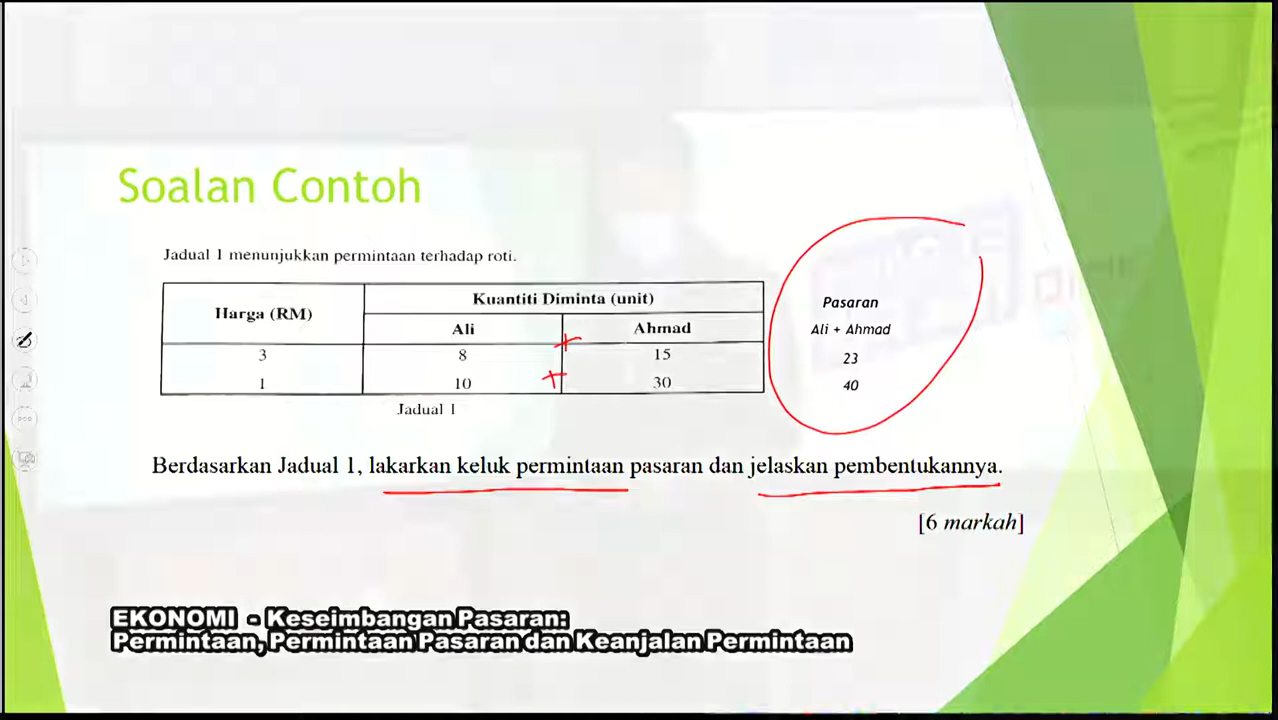 Soalan Contoh
Jadual 1 menunjukkan permintaan terhadap roti.
Harga (RM) Kuantiti Diminta (unit)
Ali Ahmad
3 8 15
1 10 30
Jadual 1
Pasaran
Ali + Ahmad
23
40
Berdasarkan Jadual 1, lakarkan keluk permintaan pasaran dan jelaskan pembentukannya.
[6 markah]
EKONOMI - Keseimbangan Pasaran:
Permintaan, Permintaan Pasaran dan Keanjalan Permintaan